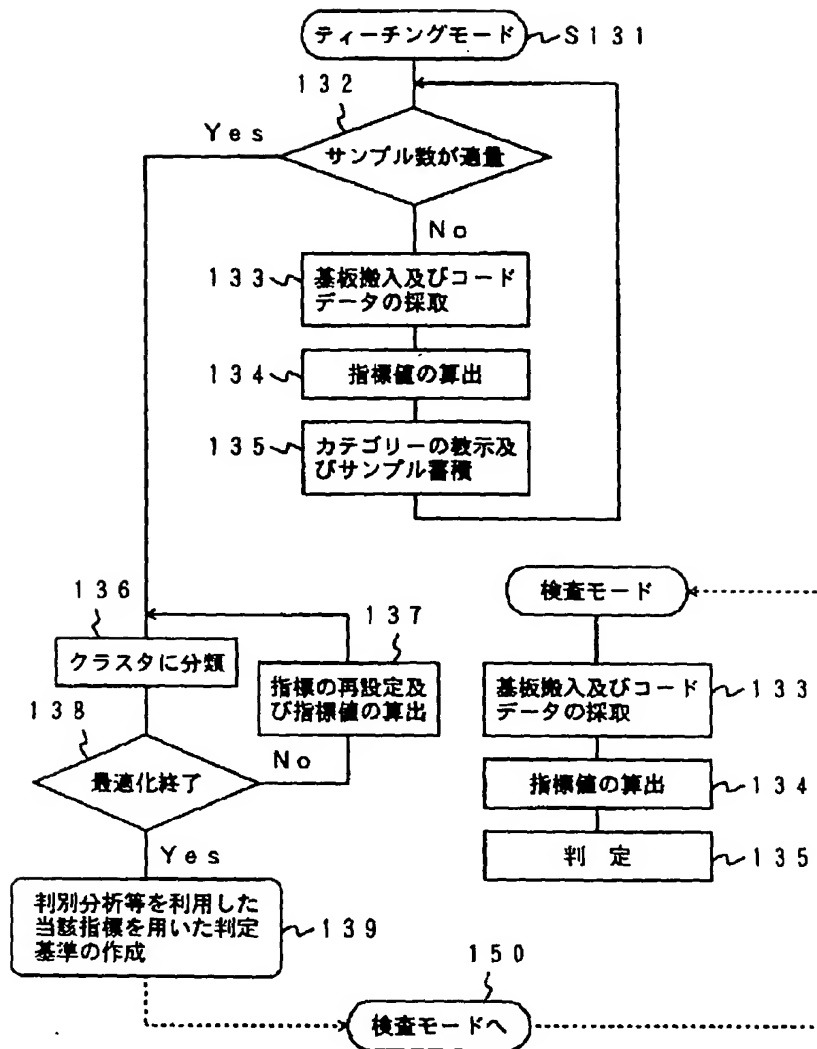 ティーチングモード
S131
132
Yes
サンプル数が適量
No
133
基板搬入及びコード
データの採取
134
指標値の算出
135
カテゴリーの教示及
びサンプル蓄積
136
クラスタに分類
137
指標の再設定及
び指標値の算出
138
最適化終了
No
Yes
判別分析等を利用した
当該指標を用いた判定
基準の作成
139
検査モード
基板搬入及びコード
データの採取
133
指標値の算出
134
判 定
135
150
検査モードへ